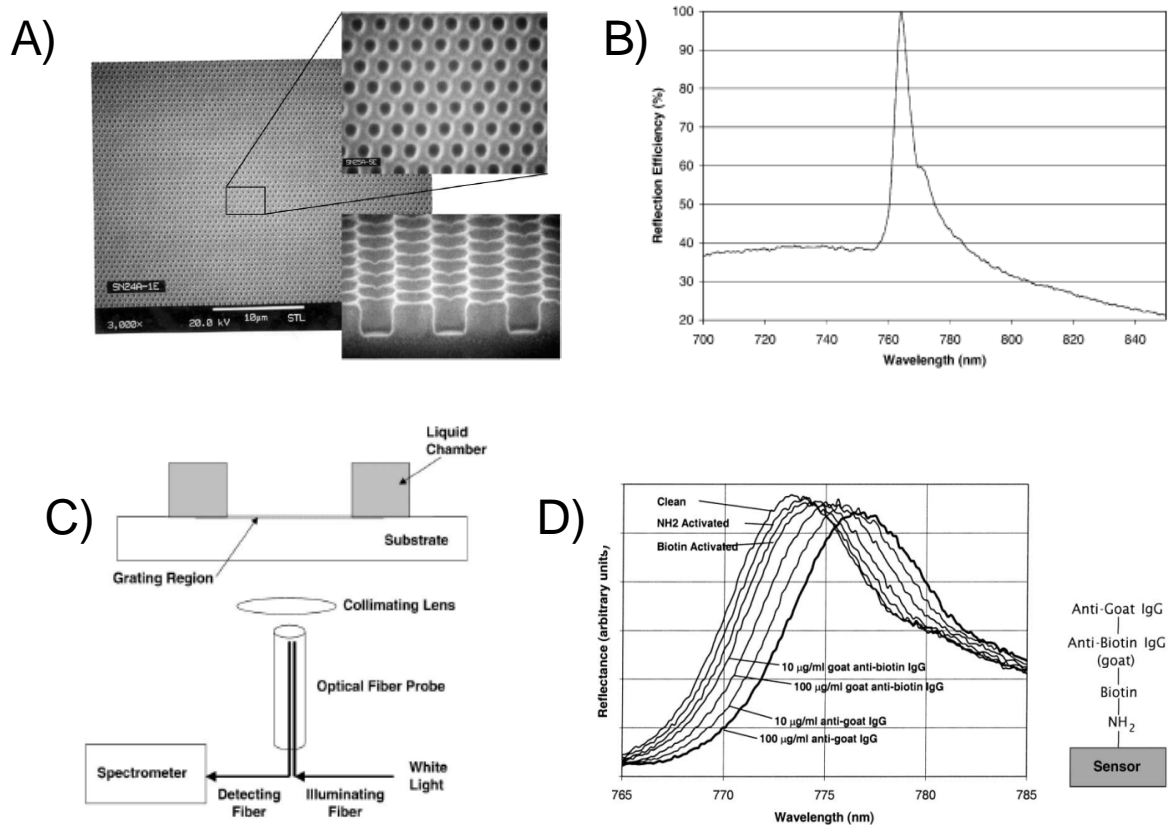 A)
SN25A-5E
SN24A-1E
3,000×
20.0 kV
10µm
STL
B)
100
90
80
70
60
50
40
30
20
Reflection Efficiency (%)
700
720
740
760
780
800
820
840
Wavelength (nm)
C)
Liquid
Chamber
Substrate
Grating Region
Collimating Lens
Optical Fiber Probe
Spectrometer
White
Light
Detecting
Fiber
Illuminating
Fiber
D)
Reflectance (arbitrary units)
Clean
NH2 Activated
Biotin Activated
10 µg/ml goat anti-biotin IgG
100 µg/ml goat anti-biotin IgG
10 µg/ml anti-goat IgG
100 µg/ml anti-goat IgG
765
770
775
780
785
Wavelength (nm)
Anti-Goat IgG
Anti-Biotin IgG
(goat)
Biotin
NH2
Sensor